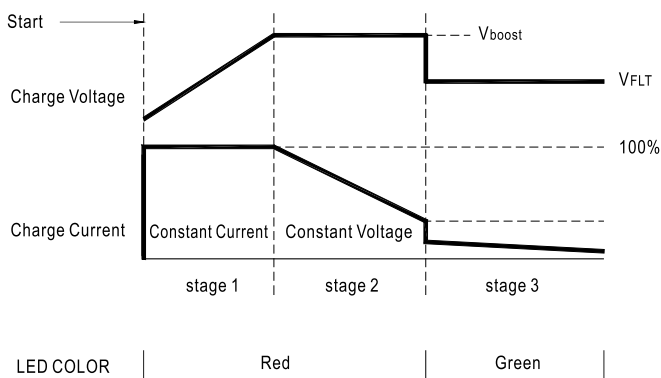 Start
Vboost
Charge Voltage
VFLT
100%
Charge Current
Constant Current
Constant Voltage
stage 1
stage 2
stage 3
LED COLOR
Red
Green